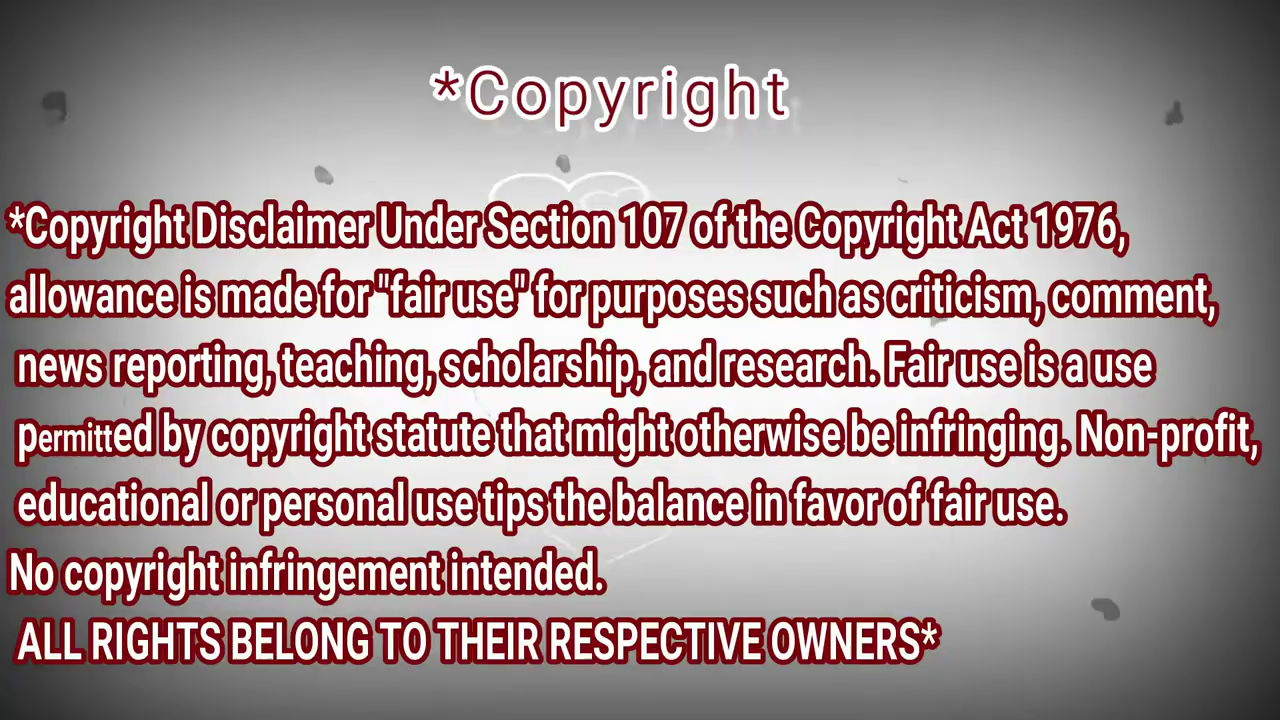 *Copyright
*Copyright Disclaimer Under Section 107 of the Copyright Act 1976,
allowance is made for "fair use" for purposes such as criticism, comment,
news reporting, teaching, scholarship, and research. Fair use is a use
permitted by copyright statute that might otherwise be infringing. Non-profit,
educational or personal use tips the balance in favor of fair use.
No copyright infringement intended.
ALL RIGHTS BELONG TO THEIR RESPECTIVE OWNERS*